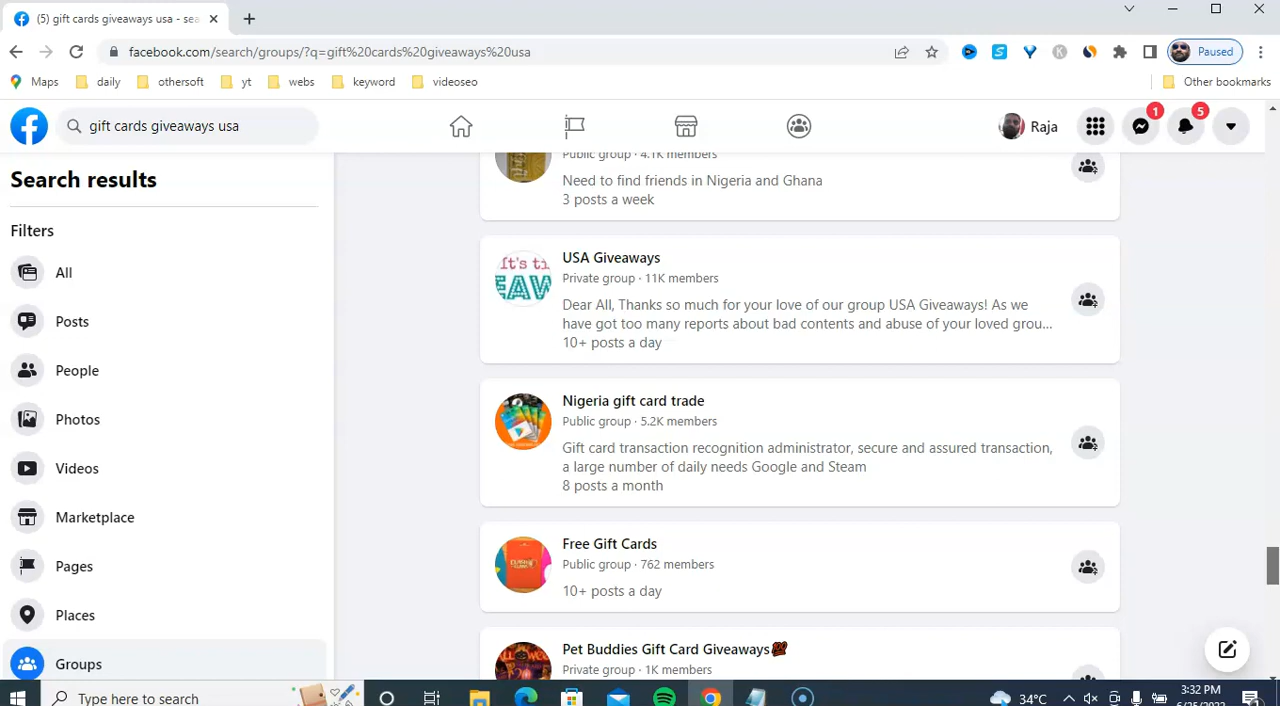 (5) gift cards giveaways usa - sea
facebook.com/search/groups/?q=gift%20cards%20giveaways%20usa
Paused
Maps
daily
othersoft
yt
webs
keyword
videoseo
Other bookmarks
gift cards giveaways usa
Raja
1
5
Search results
Filters
All
Posts
People
Photos
Videos
Marketplace
Pages
Places
Groups
Public group · 4.1K members
Need to find friends in Nigeria and Ghana
3 posts a week
USA Giveaways
Private group · 11K members
Dear All, Thanks so much for your love of our group USA Giveaways! As we
have got too many reports about bad contents and abuse of your loved grou...
10+ posts a day
Nigeria gift card trade
Public group · 5.2K members
Gift card transaction recognition administrator, secure and assured transaction,
a large number of daily needs Google and Steam
8 posts a month
Free Gift Cards
Public group · 762 members
10+ posts a day
Pet Buddies Gift Card Giveaways
Private group · 1K members
Type here to search
34°C
3:32 PM